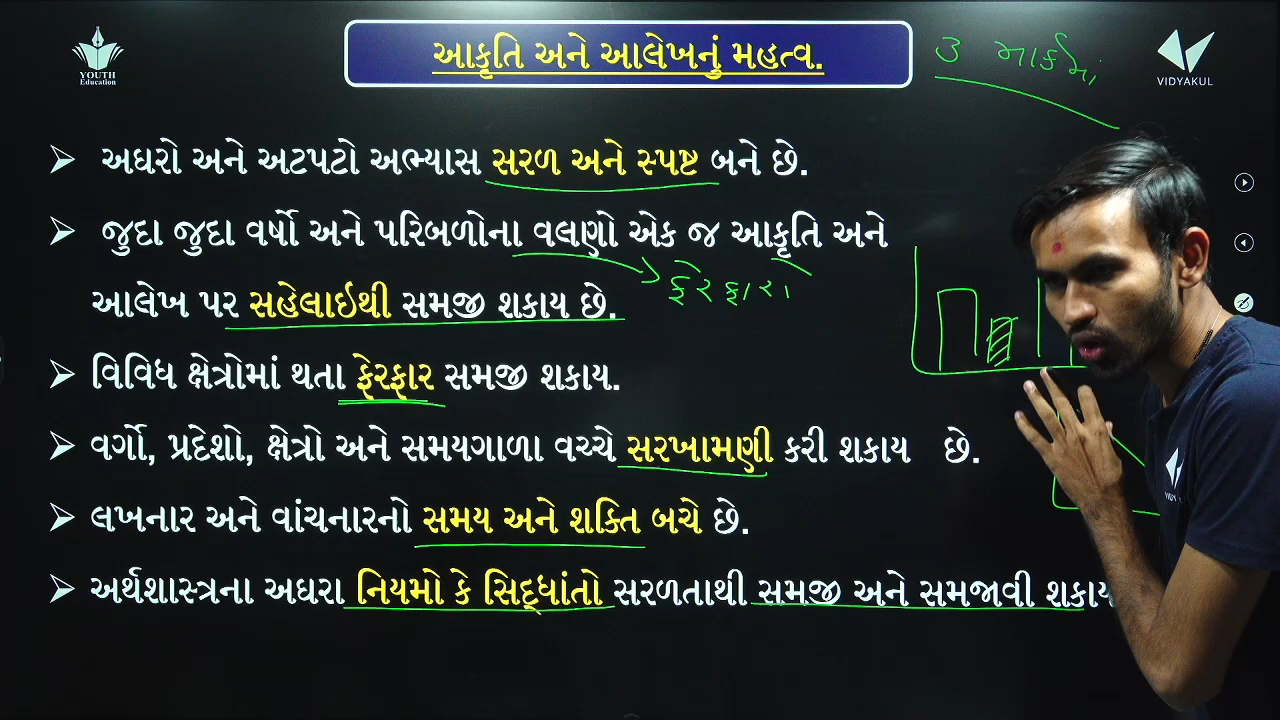 YOUTH
Education
આકૃતિ અને આલેખનું મહત્વ.
૩ માર્કમાં
VIDYAKUL
➢ અઘરો અને અટપટો અભ્યાસ સરળ અને સ્પષ્ટ બને છે.
➢ જુદા જુદા વર્ષો અને પરિબળોના વલણો એક જ આકૃતિ અને
આલેખ પર સહેલાઇથી સમજી શકાય છે.
ફેરફારો
➢ વિવિધ ક્ષેત્રોમાં થતા ફેરફાર સમજી શકાય.
➢ વર્ગો, પ્રદેશો, ક્ષેત્રો અને સમયગાળા વચ્ચે સરખામણી કરી શકાય છે.
➢ લખનાર અને વાંચનારનો સમય અને શક્તિ બચે છે.
➢ અર્થશાસ્ત્રના અઘરા નિયમો કે સિદ્ધાંતો સરળતાથી સમજી અને સમજાવી શકાય